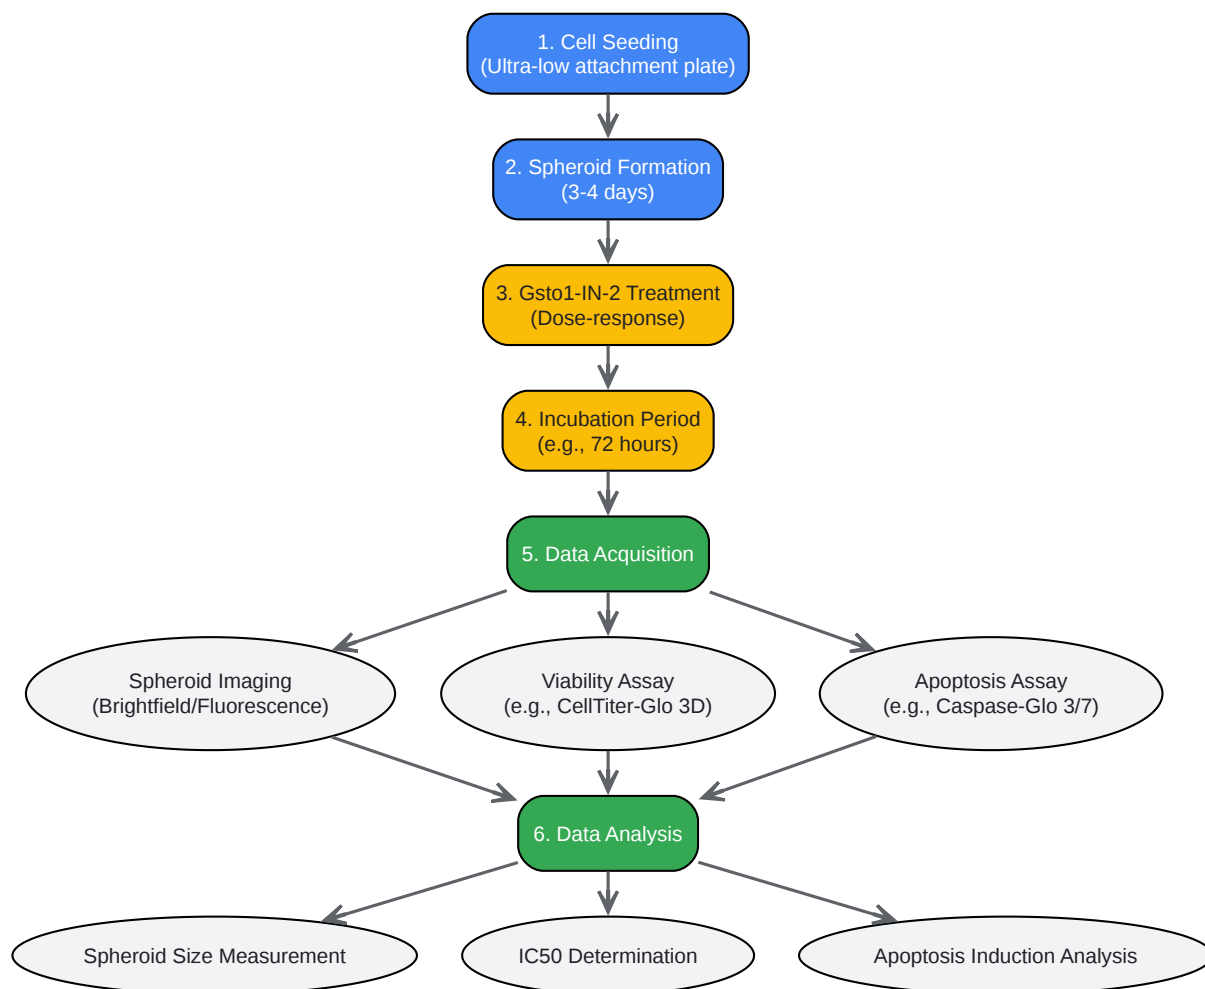 1. Cell Seeding
(Ultra-low attachment plate)
2. Spheroid Formation
(3-4 days)
3. Gsto1-IN-2 Treatment
(Dose-response)
4. Incubation Period
(e.g., 72 hours)
5. Data Acquisition
Spheroid Imaging
(Brightfield/Fluorescence)
Viability Assay
(e.g., CellTiter-Glo 3D)
Apoptosis Assay
(e.g., Caspase-Glo 3/7)
6. Data Analysis
Spheroid Size Measurement
IC50 Determination
Apoptosis Induction Analysis